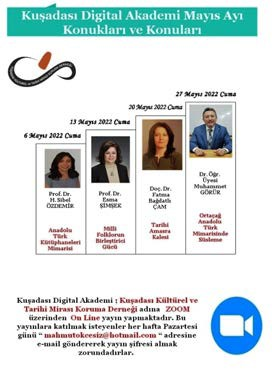 Kuşadası Digital Akademi Mayıs Ayı
Konukları ve Konuları
27 Mayıs 2022 Cuma
20 Mayıs 2022 Cuma
13 Mayıs 2022 Cuma
6 Mayıs 2022 Cuma
Prof. Dr.
H. Sibel
ÖZDEMİR
Anadolu
Türk
Kütüphaneleri
Mimarisi
Prof. Dr.
Esma
ŞİMŞEK
Milli
Folklorun
Birleştirici
Gücü
Doç. Dr.
Fatma
Bağdatlı
ÇAM
Tarihi
Amasra
Kalesi
Dr. Öğr.
Üyesi
Muhammet
GÖRÜR
Ortaçağ
Anadolu Türk
Mimarisinde
Süsleme
Kuşadası Digital Akademi ; Kuşadası Kültürel ve
Tarihi Mirası Koruma Derneği adına ZOOM
üzerinden On Line yayın yapmaktadır. Bu
yayınlara katılmak isteyenler her hafta Pazartesi
günü “ mahmutokcesiz@hotmail.com “ adresine
e-mail göndererek yayın şifresi almak
zorundadırlar.